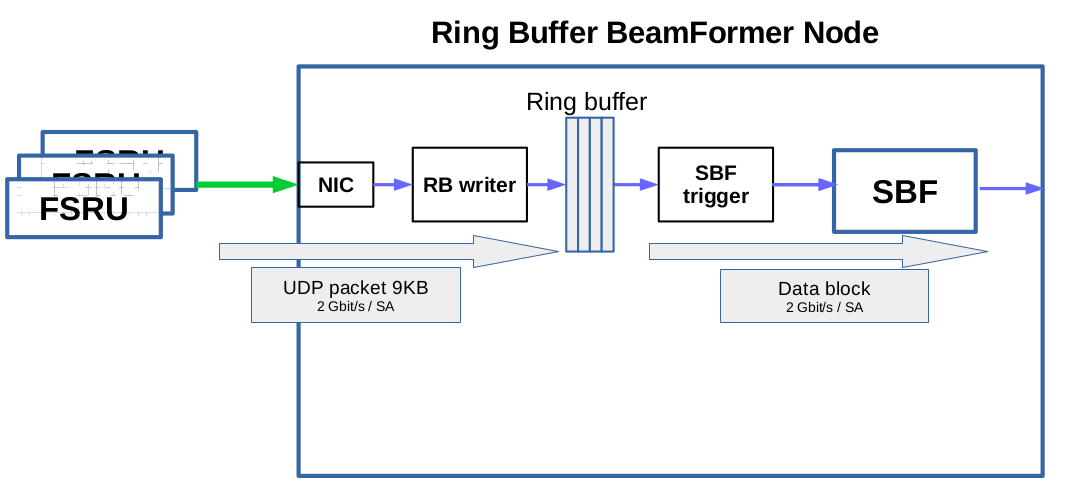 Ring Buffer BeamFormer Node
Ring buffer
FSRU
FSRU
FSRU
NIC
RB writer
SBF
trigger
SBF
UDP packet 9KB
2 Gbit/s / SA
Data block
2 Gbit/s / SA